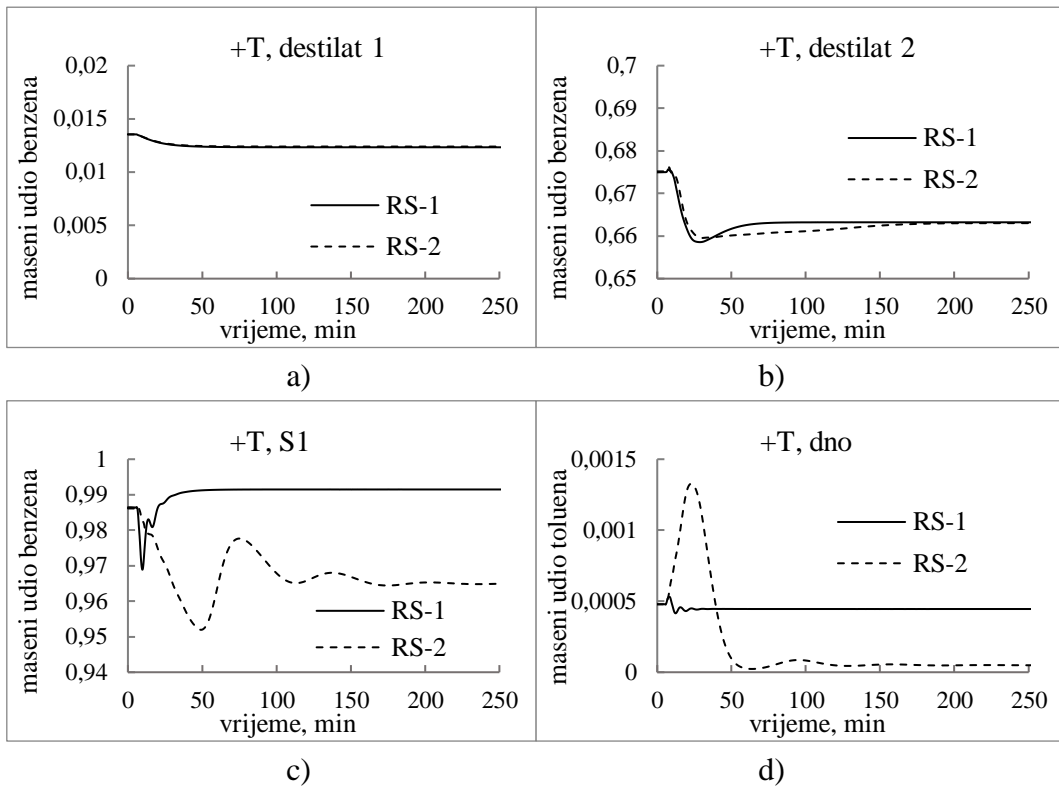 +T, destilat 1
maseni udio benzena
0,02
0,015
0,01
0,005
0
RS-1
RS-2
0 50 100 150 200 250
vrijeme, min
a)
+T, destilat 2
maseni udio benzena
0,7
0,69
0,68
0,67
0,66
0,65
RS-1
RS-2
0 50 100 150 200 250
vrijeme, min
b)
+T, S1
maseni udio benzena
1
0,99
0,98
0,97
0,96
0,95
0,94
RS-1
RS-2
0 50 100 150 200 250
vrijeme, min
c)
+T, dno
maseni udio toluena
0,0015
0,001
0,0005
0
RS-1
RS-2
0 50 100 150 200 250
vrijeme, min
d)